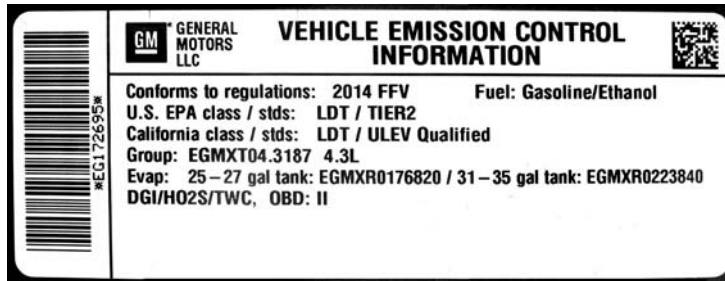 GM
GENERAL
MOTORS
LLC
VEHICLE EMISSION CONTROL
INFORMATION
*EG172695*
Conforms to regulations: 2014 FFV Fuel: Gasoline/Ethanol
U.S. EPA class / stds: LDT / TIER2
California class / stds: LDT / ULEV Qualified
Group: EGMXT04.3187 4.3L
Evap: 25–27 gal tank: EGMXR0176820 / 31–35 gal tank: EGMXR0223840
DGI/HO2S/TWC, OBD: II